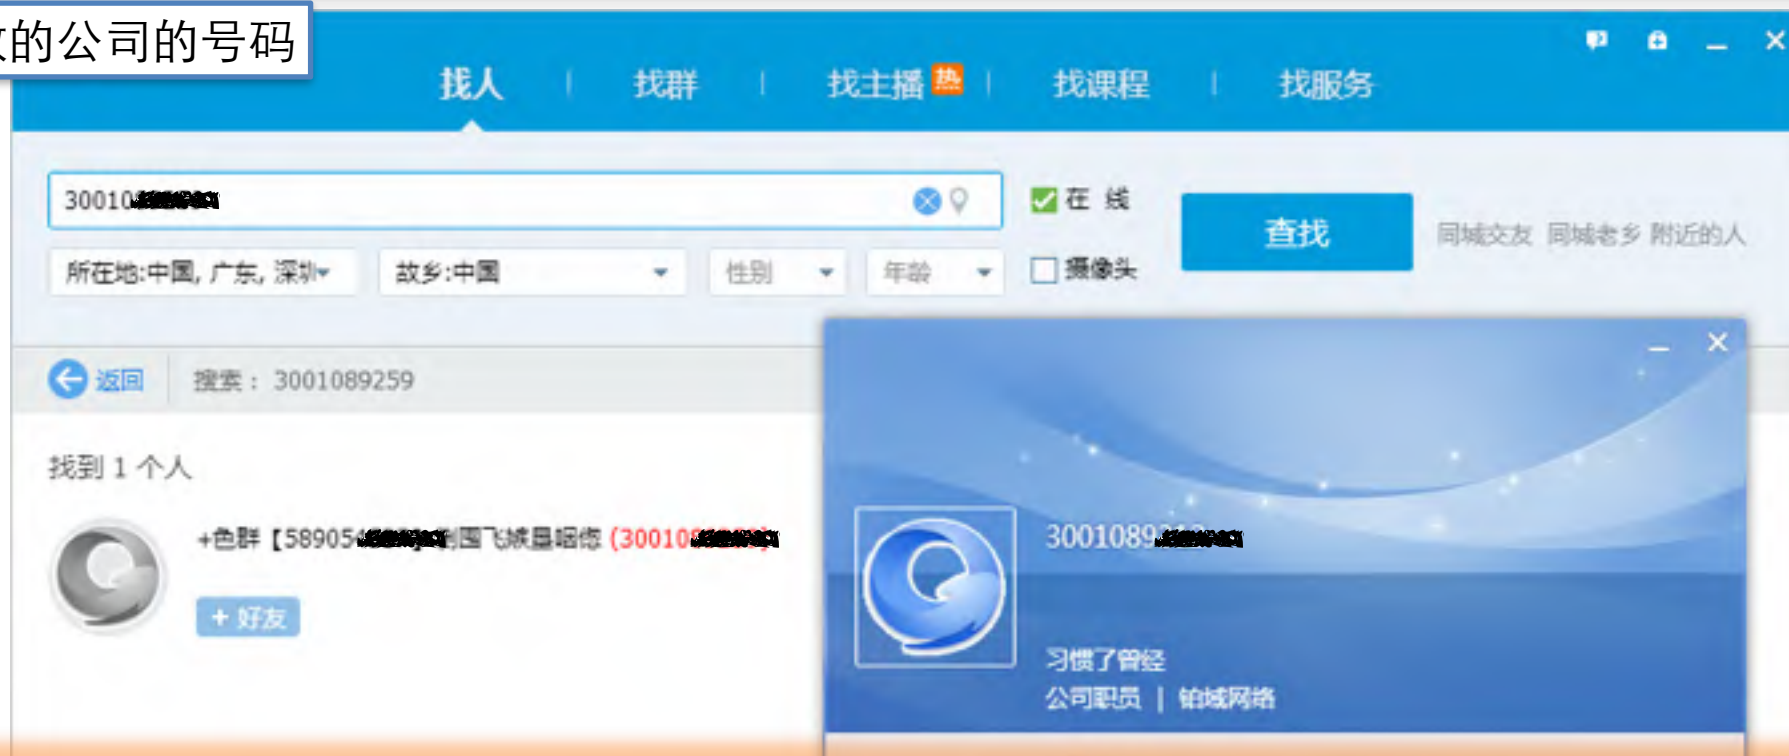 的公司的号码
找人 | 找群 | 找主播 热 | 找课程 | 找服务
30010
在 线
查找
同城交友 同城老乡 附近的人
所在地:中国, 广东, 深圳
故乡:中国
性别
年龄
摄像头
返回
搜索: 3001089259
找到 1 个人
+色群【58905 围飞 (30010
+ 好友
3001089
习惯了曾经
公司职员 | 铂域网络